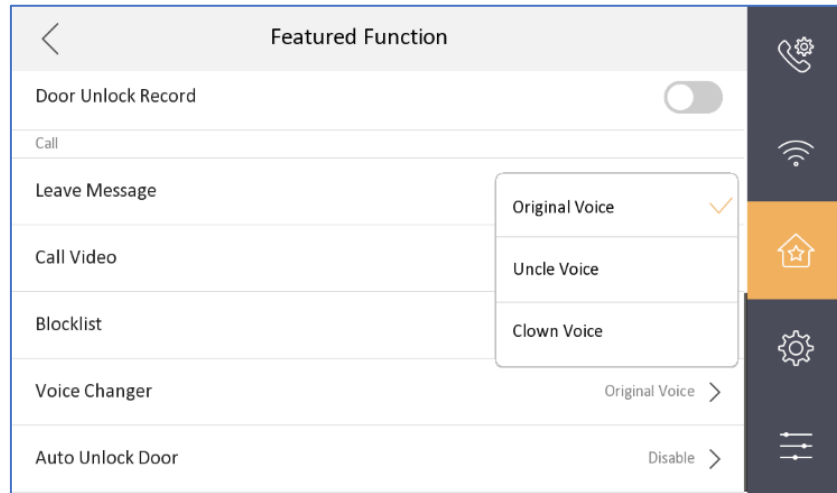 Featured Function
Door Unlock Record
Call
Leave Message
Original Voice
Call Video
Uncle Voice
Blocklist
Clown Voice
Voice Changer Original Voice
Auto Unlock Door Disable